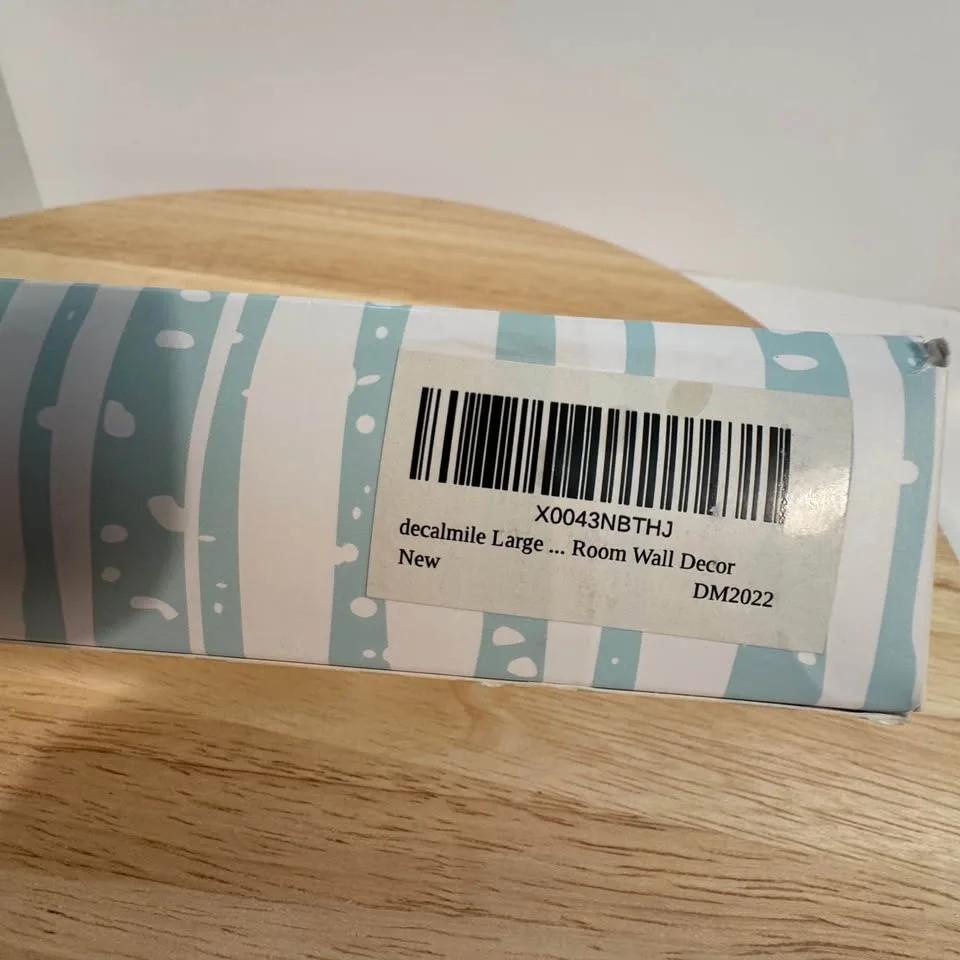 X0043NBTHJ
decalmile Large ... Room Wall Decor
New
DM2022